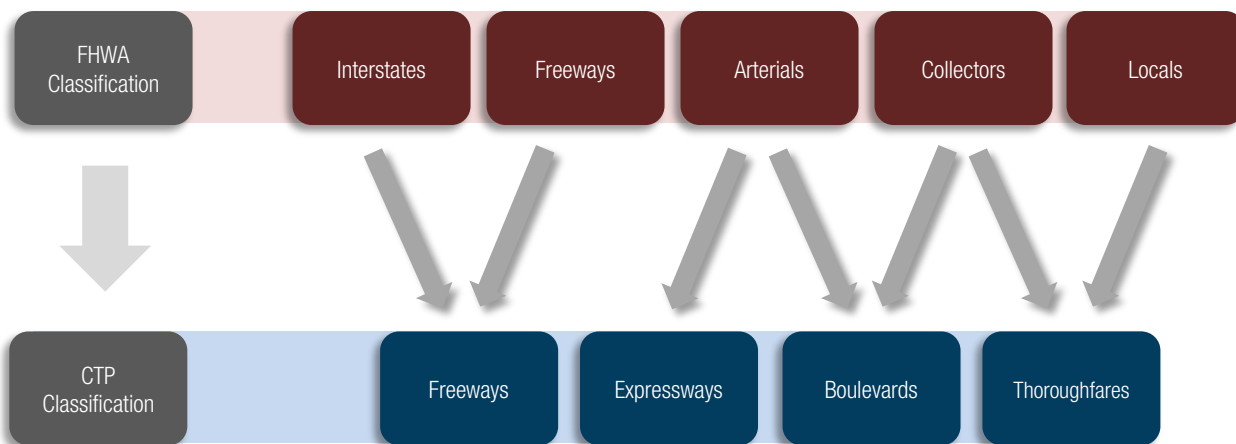 FHWA
Classification
Interstates
Freeways
Arterials
Collectors
Locals
CTP
Classification
Freeways
Expressways
Boulevards
Thoroughfares